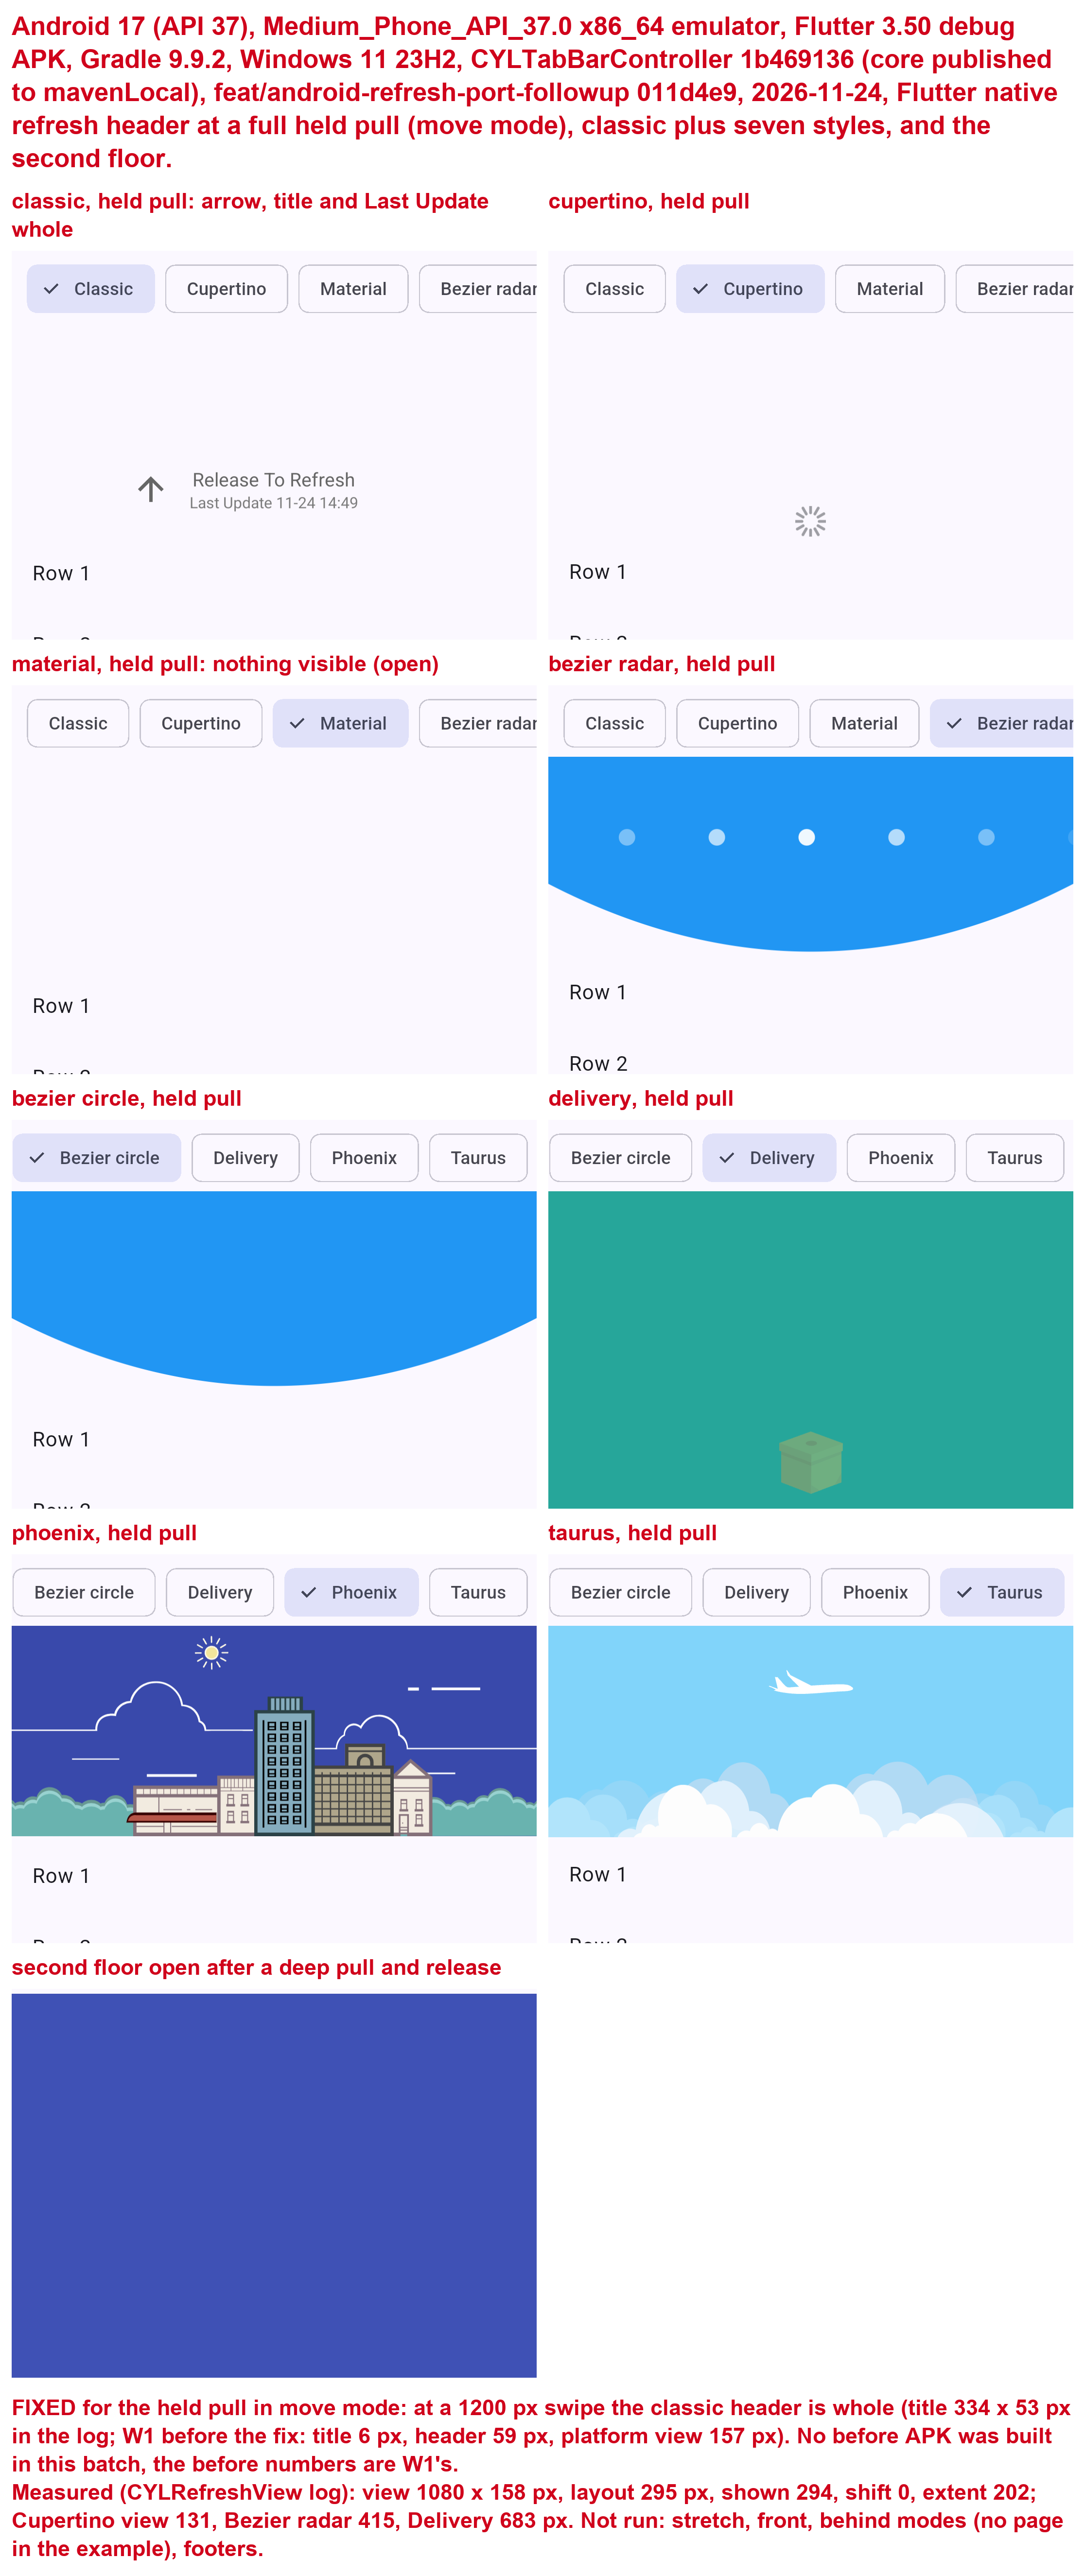 Android 17 (API 37), Medium_Phone_API_37.0 x86_64 emulator, Flutter 3.50 debug
APK, Gradle 9.9.2, Windows 11 23H2, CYLTabBarController 1b469136 (core published
to mavenLocal), feat/android-refresh-port-followup 011d4e9, 2026-11-24, Flutter native
refresh header at a full held pull (move mode), classic plus seven styles, and the
second floor.
classic, held pull: arrow, title and Last Update
whole
Classic
Cupertino
Material
Bezier radar
Release To Refresh
Last Update 11-24 14:49
Row 1
cupertino, held pull
Classic
Cupertino
Material
Bezier radar
Row 1
material, held pull: nothing visible (open)
Classic
Cupertino
Material
Bezier radar
Row 1
bezier radar, held pull
Classic
Cupertino
Material
Bezier radar
Row 1
Row 2
bezier circle, held pull
Bezier circle
Delivery
Phoenix
Taurus
Row 1
delivery, held pull
Bezier circle
Delivery
Phoenix
Taurus
phoenix, held pull
Bezier circle
Delivery
Phoenix
Taurus
Row 1
taurus, held pull
Bezier circle
Delivery
Phoenix
Taurus
Row 1
second floor open after a deep pull and release
FIXED for the held pull in move mode: at a 1200 px swipe the classic header is whole (title 334 x 53 px
in the log; W1 before the fix: title 6 px, header 59 px, platform view 157 px). No before APK was built
in this batch, the before numbers are W1's.
Measured (CYLRefreshView log): view 1080 x 158 px, layout 295 px, shown 294, shift 0, extent 202;
Cupertino view 131, Bezier radar 415, Delivery 683 px. Not run: stretch, front, behind modes (no page
in the example), footers.